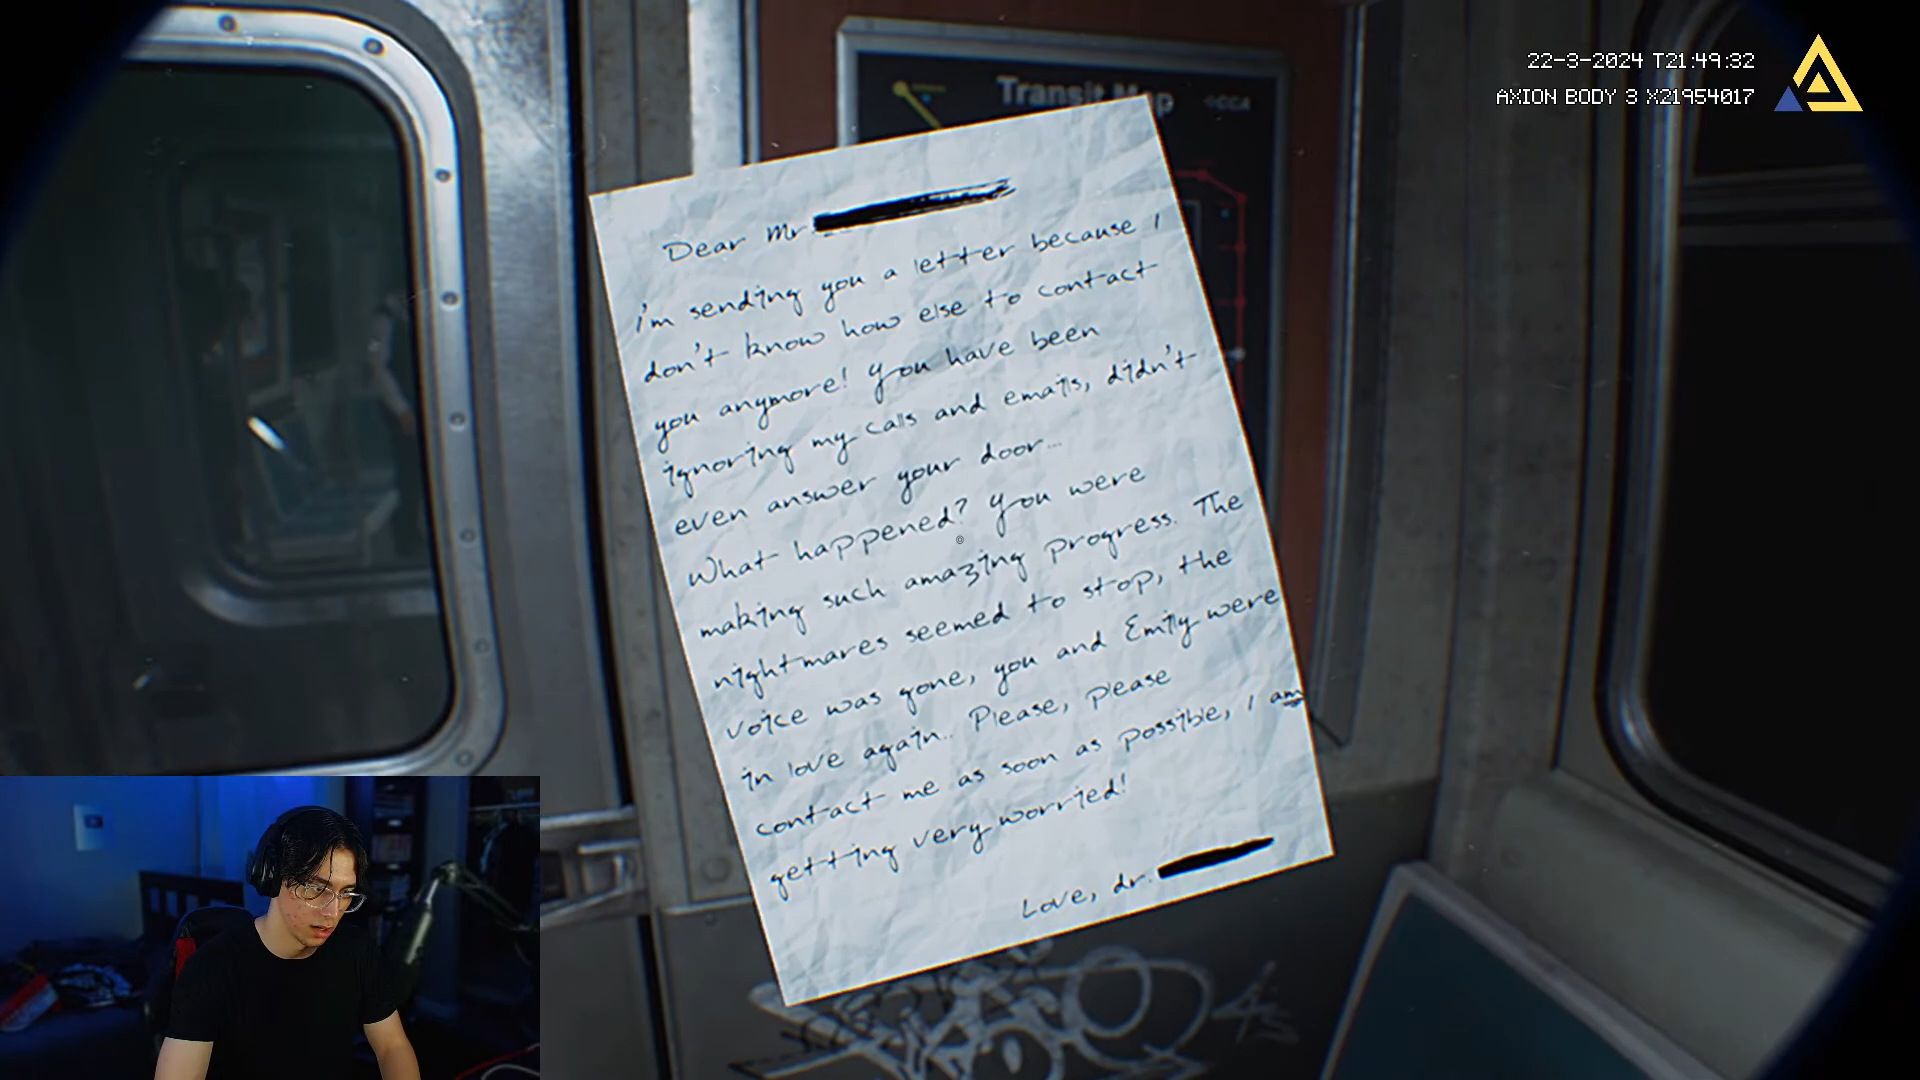 22-3-2024 T21:49:32
AXION BODY 3 X21954017
Transit Map
CCA
Dear Mr.
i'm sending you a letter because I
don't know how else to contact
you anymore! You have been
ignoring my calls and emails, didn't
even answer your door...
What happened? You were
making such amazing progress. The
nightmares seemed to stop, the
voice was gone, you and Emily were
in love again.. Please, please
contact me as soon as possible, I am
getting very worried!
Love, dr.